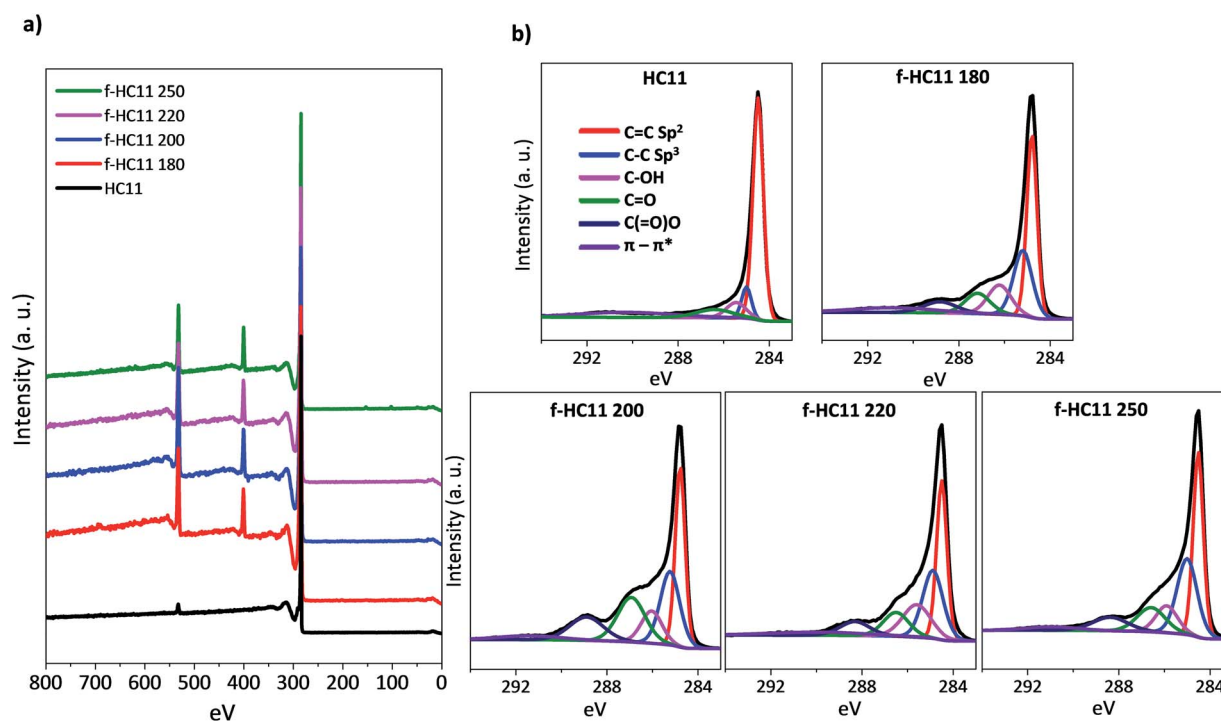 a)
f-HC11 250
f-HC11 220
f-HC11 200
f-HC11 180
HC11
Intensity (a. u.)
800 700 600 500 400 300 200 100 0
eV
b)
HC11
C=C Sp²
C-C Sp³
C-OH
C=O
C(=O)O
π – π*
Intensity (a. u.)
292 288 284
eV
f-HC11 180
292 288 284
eV
f-HC11 200
Intensity (a. u.)
292 288 284
eV
f-HC11 220
292 288 284
eV
f-HC11 250
292 288 284
eV